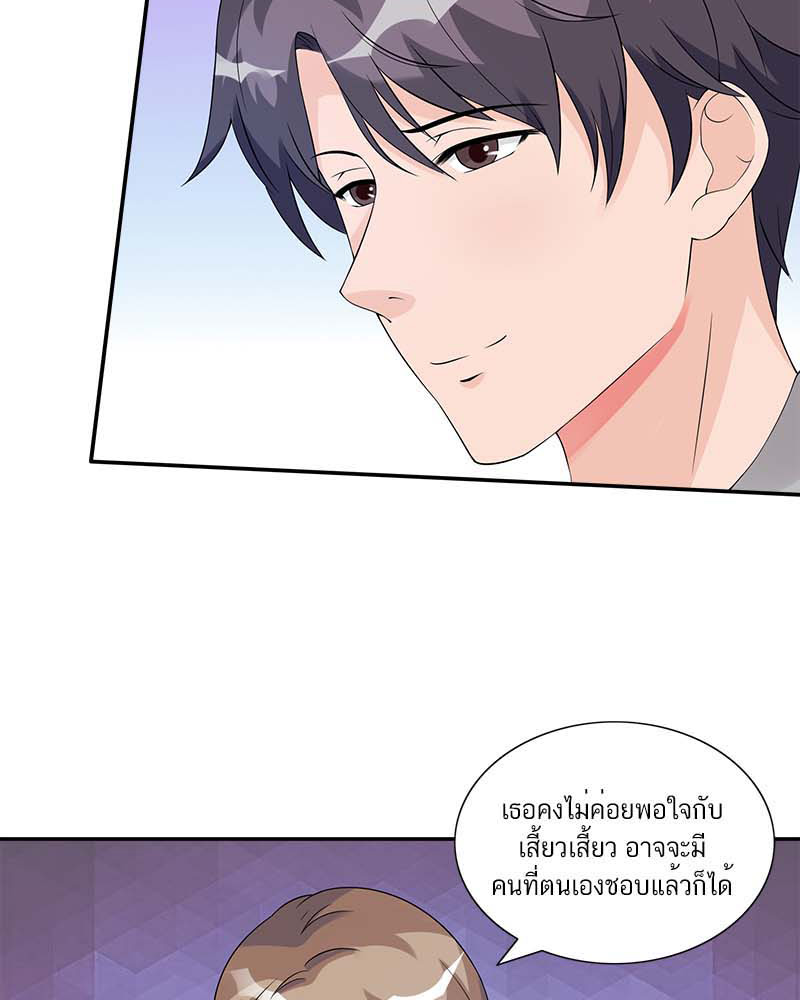 เธอคงไม่ค่อยพอใจกับ
เสี้ยวเสี้ยว อาจจะมี
คนที่ตนเองชอบแล้วก็ได้